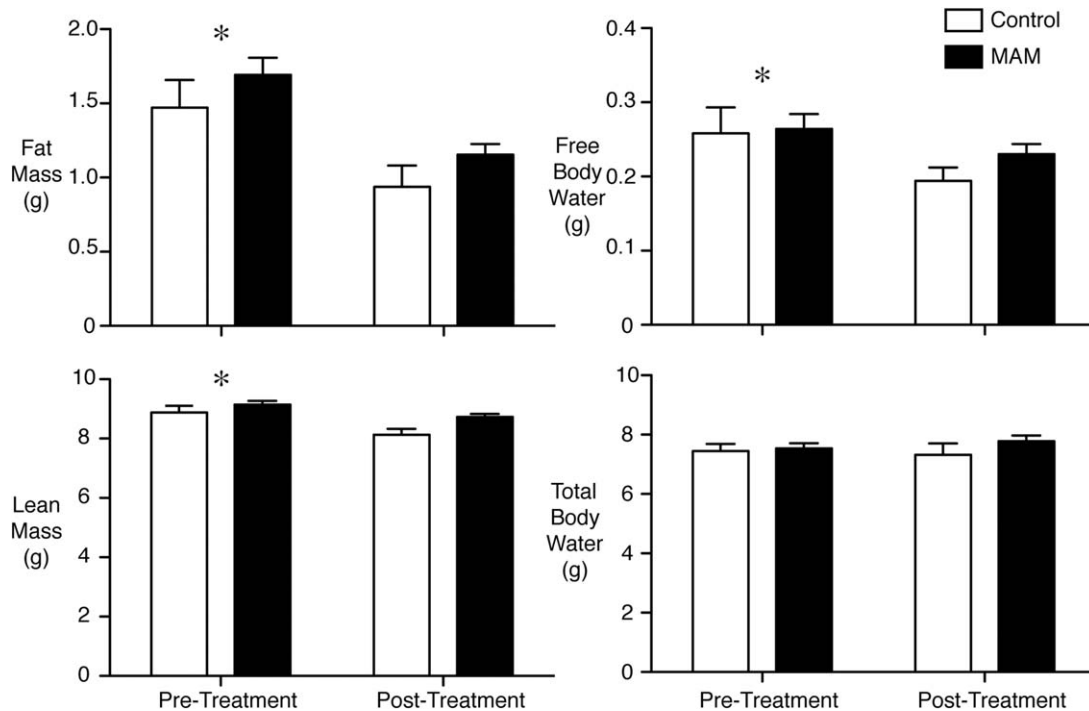 Control
MAM
2.0
1.5
1.0
0.5
0
Fat
Mass
(g)
*
0.4
0.3
0.2
0.1
0
Free
Body
Water
(g)
*
10
8
8
4
2
0
Lean
Mass
(g)
*
Pre-Treatment
Post-Treatment
10
8
6
4
2
0
Total
Body
Water
(g)
Pre-Treatment
Post-Treatment